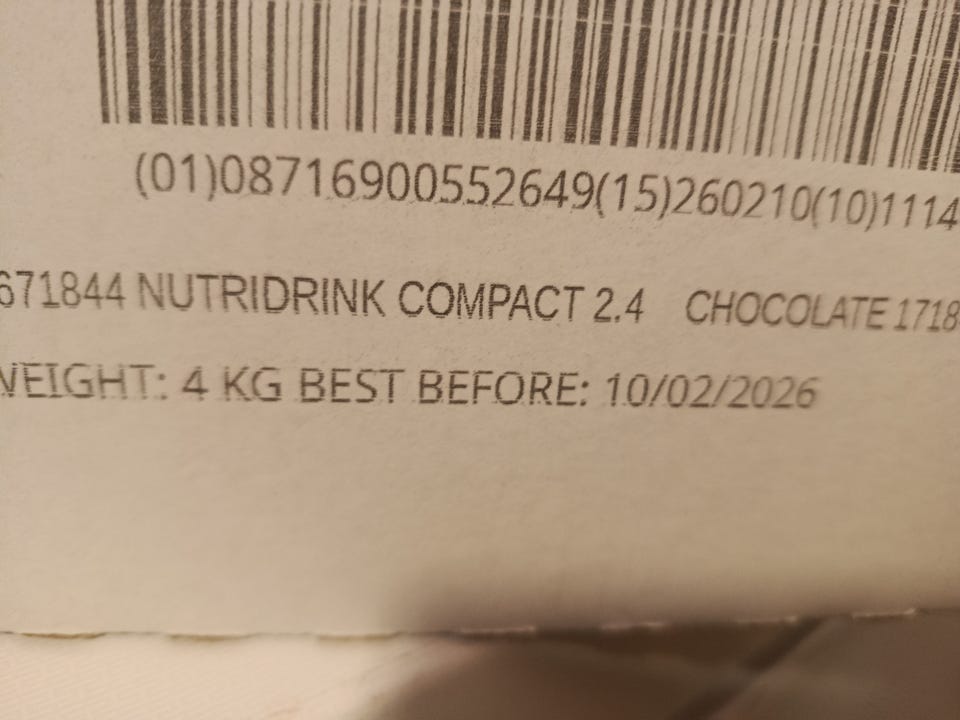 (01)08716900552649(15)260210(10)1114
671844 NUTRIDRINK COMPACT 2.4 CHOCOLATE 1718
WEIGHT: 4 KG BEST BEFORE: 10/02/2026